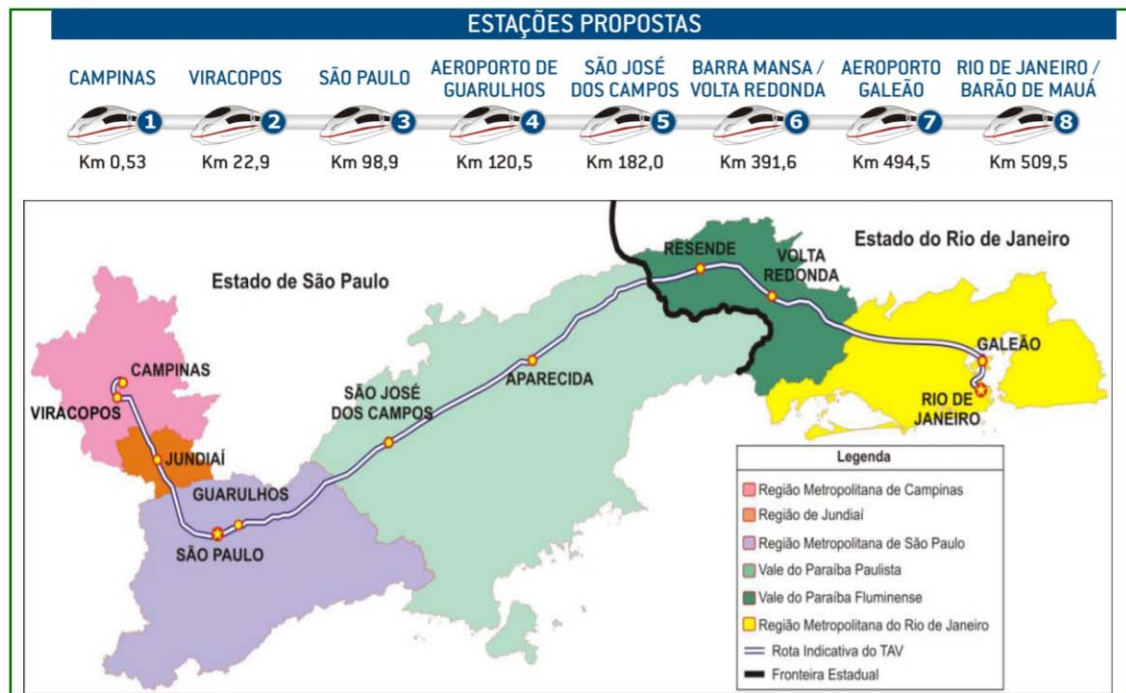 ESTAÇÕES PROPOSTAS
CAMPINAS
1
Km 0,53
VIRACOPOS
2
Km 22,9
SÃO PAULO
3
Km 98,9
AEROPORTO DE
GUARULHOS
4
Km 120,5
SÃO JOSÉ
DOS CAMPOS
5
Km 182,0
BARRA MANSA /
VOLTA REDONDA
6
Km 391,6
AEROPORTO
GALEÃO
7
Km 494,5
RIO DE JANEIRO /
BARÃO DE MAUÁ
8
Km 509,5
Estado de São Paulo
Estado do Rio de Janeiro
CAMPINAS
VIRACOPOS
JUNDIAÍ
GUARULHOS
SÃO PAULO
SÃO JOSÉ
DOS CAMPOS
APARECIDA
RESENDE
VOLTA
REDONDA
GALEÃO
RIO DE
JANEIRO
Legenda
Região Metropolitana de Campinas
Região de Jundiaí
Região Metropolitana de São Paulo
Vale do Paraíba Paulista
Vale do Paraíba Fluminense
Região Metropolitana do Rio de Janeiro
Rota Indicativa do TAV
Fronteira Estadual